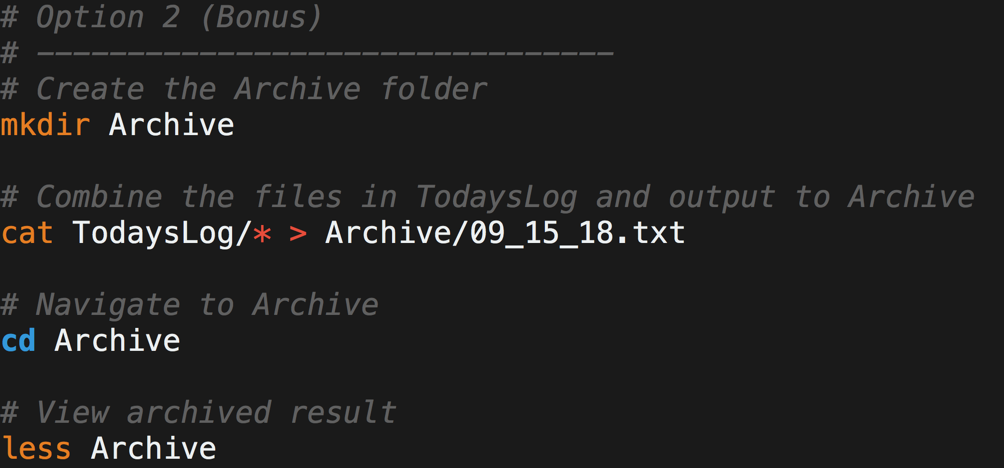 # Option 2 (Bonus)
# --------------------------------
# Create the Archive folder
mkdir Archive
# Combine the files in TodaysLog and output to Archive
cat TodaysLog/* > Archive/09_15_18.txt
# Navigate to Archive
cd Archive
# View archived result
less Archive